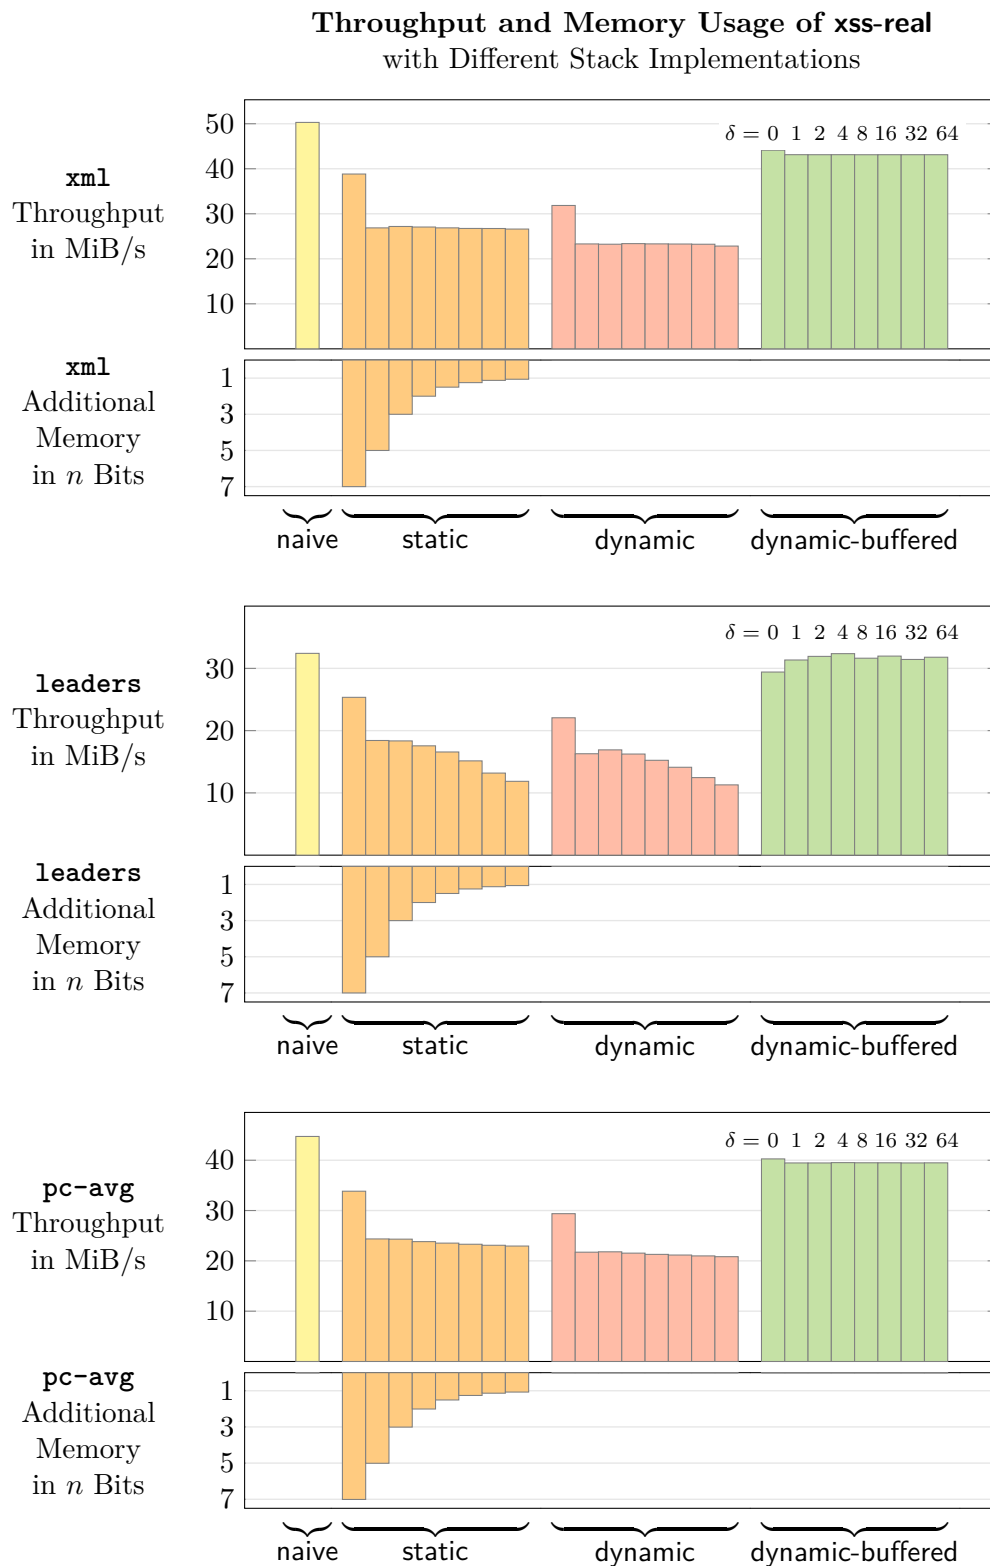 Throughput and Memory Usage of xss-real
with Different Stack Implementations
xml
Throughput
in MiB/s
50
40
30
20
10
δ = 0 1 2 4 8 16 32 64
xml
Additional
Memory
in n Bits
1
3
5
7
naive static dynamic dynamic-buffered
leaders
Throughput
in MiB/s
30
20
10
δ = 0 1 2 4 8 16 32 64
leaders
Additional
Memory
in n Bits
1
3
5
7
naive static dynamic dynamic-buffered
pc-avg
Throughput
in MiB/s
40
30
20
10
δ = 0 1 2 4 8 16 32 64
pc-avg
Additional
Memory
in n Bits
1
3
5
7
naive static dynamic dynamic-buffered